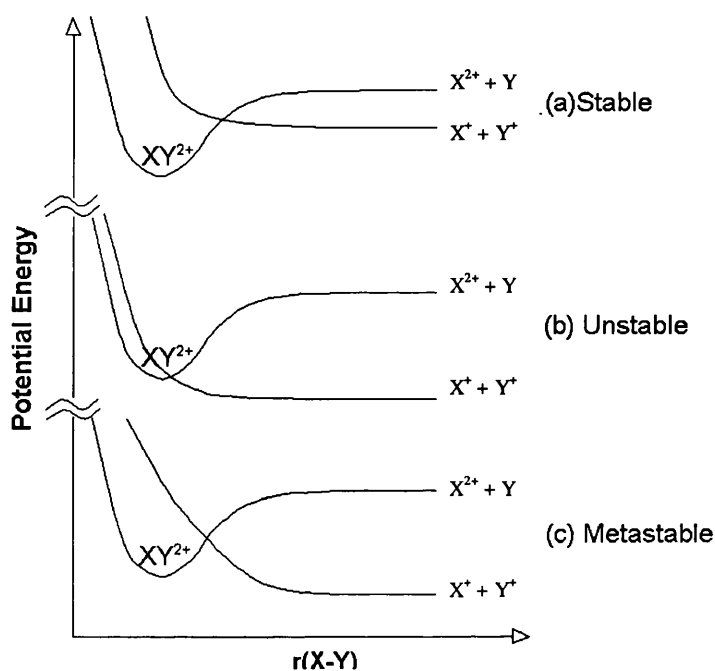 X²⁺ + Y
(a)Stable
X⁺ + Y⁺
XY²⁺
X²⁺ + Y
(b) Unstable
XY²⁺
X⁺ + Y⁺
X²⁺ + Y
(c) Metastable
XY²⁺
X⁺ + Y⁺
Potential Energy
r(X-Y)